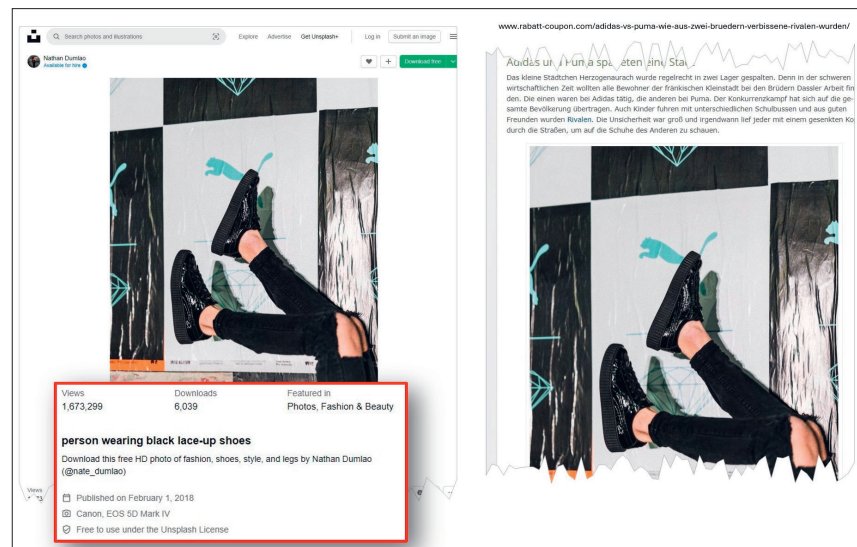 Search photos and illustrations
Explore Advertise Get Unsplash+ Log in Submit an image
Nathan Dumlao
Available for hire
Download free
Views Downloads Featured in
1,673,299 6,039 Photos, Fashion & Beauty
person wearing black lace-up shoes
Download this free HD photo of fashion, shoes, style, and legs by Nathan Dumlao
(@nate_dumlao)
Views
Published on February 1, 2018
Canon, EOS 5D Mark IV
Free to use under the Unsplash License
www.rabatt-coupon.com/adidas-vs-puma-wie-aus-zwei-bruedern-verbissene-rivalen-wurden/
Adidas und Puma spalteten eine Stadt
Das kleine Städtchen Herzogenaurach wurde regelrecht in zwei Lager gespalten. Denn in der schweren
wirtschaftlichen Zeit wollten alle Bewohner der fränkischen Kleinstadt bei den Brüdern Dassler Arbeit fin
den. Die einen waren bei Adidas tätig, die anderen bei Puma. Der Konkurrenzkampf hat sich auf die ge-
samte Bevölkerung übertragen. Auch Kinder fuhren mit unterschiedlichen Schulbussen und aus guten
Freunden wurden Rivalen. Die Unsicherheit war groß und irgendwann lief jeder mit einem gesenkten Ko
durch die Straßen, um auf die Schuhe des Anderen zu schauen.